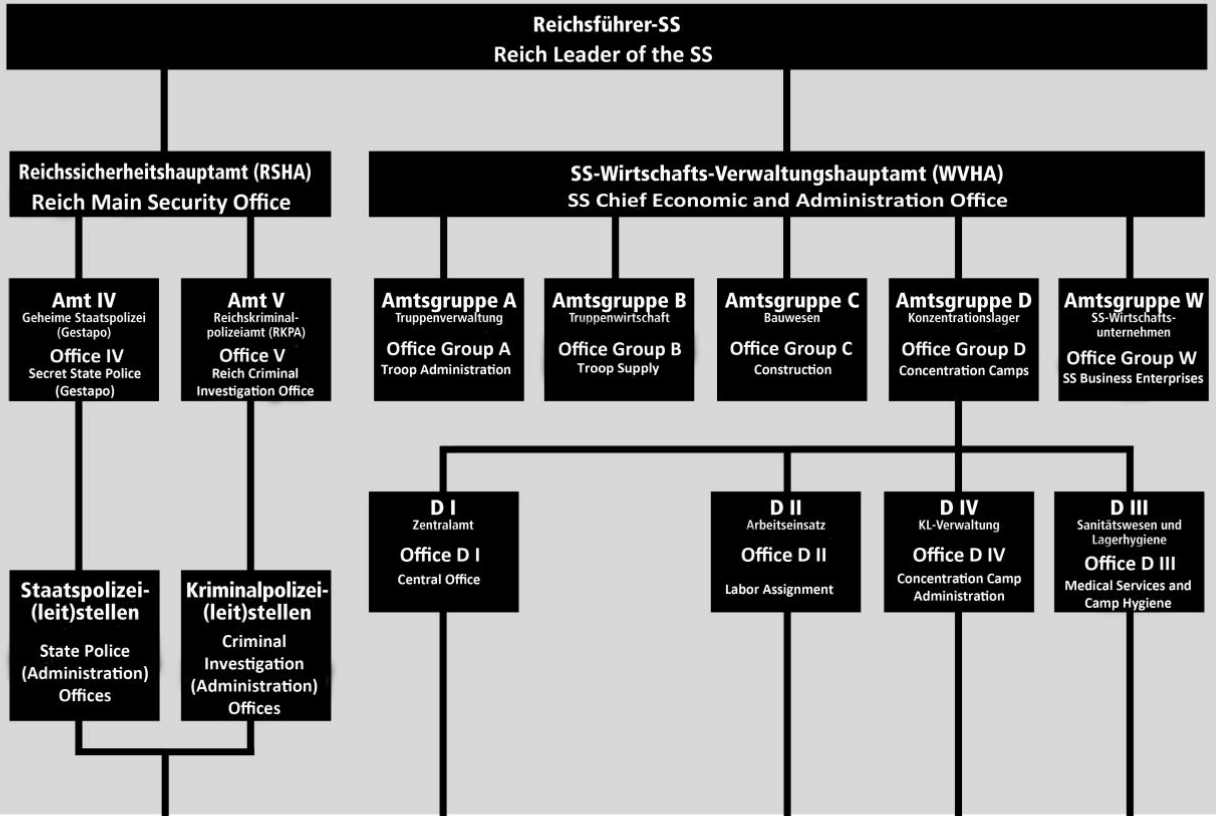 Reichsführer-SS
Reich Leader of the SS
Reichssicherheitshauptamt (RSHA)
Reich Main Security Office
SS-Wirtschafts-Verwaltungshauptamt (WVHA)
SS Chief Economic and Administration Office
Amt IV
Geheime Staatspolizei
(Gestapo)
Office IV
Secret State Police
(Gestapo)
Amt V
Reichskriminal-
polizeiamt (RKPA)
Office V
Reich Criminal
Investigation Office
Amtsgruppe A
Truppenverwaltung
Office Group A
Troop Administration
Amtsgruppe B
Truppenwirtschaft
Office Group B
Troop Supply
Amtsgruppe C
Bauwesen
Office Group C
Construction
Amtsgruppe D
Konzentrationslager
Office Group D
Concentration Camps
Amtsgruppe W
SS-Wirtschafts-
unternehmen
Office Group W
SS Business Enterprises
D I
Zentralamt
Office D I
Central Office
D II
Arbeitseinsatz
Office D II
Labor Assignment
D IV
KL-Verwaltung
Office D IV
Concentration Camp
Administration
D III
Sanitätswesen und
Lagerhygiene
Office D III
Medical Services and
Camp Hygiene
Staatspolizei-
(leit)stellen
State Police
(Administration)
Offices
Kriminalpolizei-
(leit)stellen
Criminal
Investigation
(Administration)
Offices